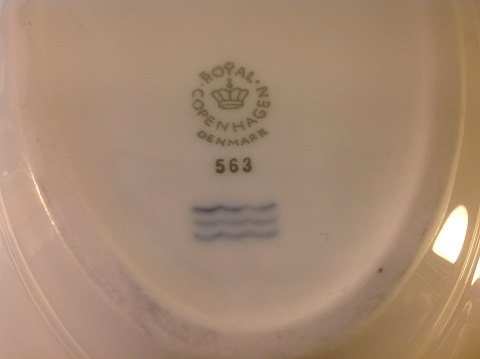 ROYAL
COPENHAGEN
DENMARK
563